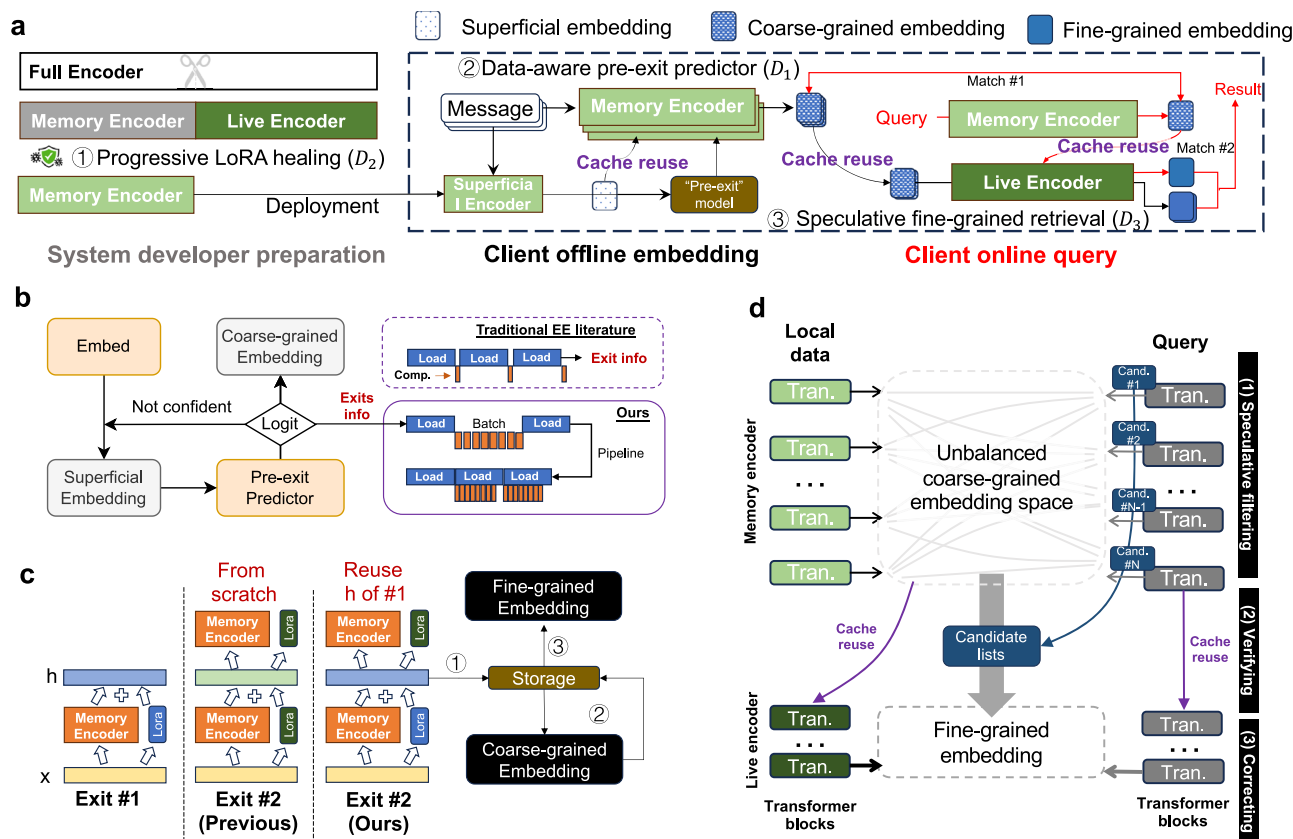 a
Superficial embedding
Coarse-grained embedding
Fine-grained embedding
Full Encoder
Memory Encoder
Live Encoder
① Progressive LoRA healing (D₂)
Memory Encoder
Deployment
② Data-aware pre-exit predictor (D₁)
Message
Memory Encoder
Cache reuse
Superficia
l Encoder
“Pre-exit”
model
Cache reuse
Match #1
Result
Query
Memory Encoder
Cache reuse
Match #2
Live Encoder
③ Speculative fine-grained retrieval (D₃)
System developer preparation
Client offline embedding
Client online query
b
Embed
Coarse-grained
Embedding
Not confident
Logit
Exits
info
Superficial
Embedding
Pre-exit
Predictor
Traditional EE literature
Load
Load
Load
Exit info
Comp.
Ours
Load
Batch
Load
Pipeline
Load
Load
Load
c
From
scratch
Reuse
h of #1
Memory
Encoder
Lora
Memory
Encoder
Lora
h
Memory
Encoder
Lora
Memory
Encoder
Lora
Memory
Encoder
Lora
x
Exit #1
Exit #2
(Previous)
Exit #2
(Ours)
Fine-grained
Embedding
③
①
Storage
②
Coarse-grained
Embedding
d
Local
data
Query
Memory encoder
Tran.
Tran.
...
Tran.
Tran.
Unbalanced
coarse-grained
embedding space
Cand.
#1
Tran.
Cand.
#2
Tran.
...
Cand.
#N-1
Tran.
Cand.
#N
Tran.
(1) Speculative filtering
Cache
reuse
Candidate
lists
Cache
reuse
(2) Verifying
Live encoder
Tran.
...
Tran.
Fine-grained
embedding
Tran.
...
Tran.
(3) Correcting
Transformer
blocks
Transformer
blocks